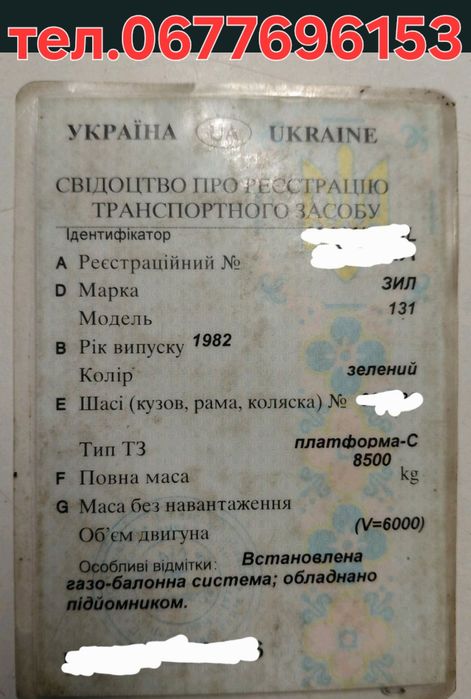 тел.0677696153
УКРАЇНА UA UKRAINE
СВІДОЦТВО ПРО РЕЄСТРАЦІЮ
ТРАНСПОРТНОГО ЗАСОБУ
Ідентифікатор
A Реєстраційний №
D Марка ЗИЛ
Модель 131
B Рік випуску 1982
Колір зелений
E Шасі (кузов, рама, коляска) №
Тип ТЗ платформа-С
F Повна маса 8500 kg
G Маса без навантаження
Об'єм двигуна (V=6000)
Особливі відмітки: Встановлена
газо-балонна система; обладнано
підйомником.